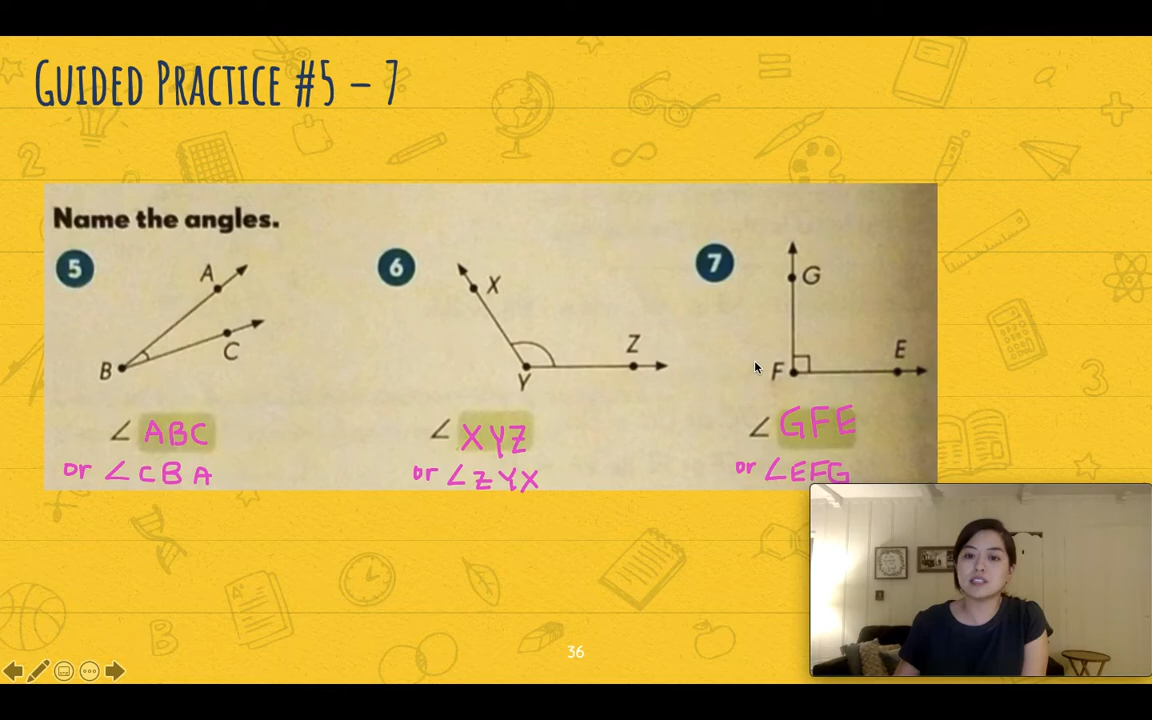 GUIDED PRACTICE #5 – 7
Name the angles.
5
A
B
C
∠ ABC
or ∠CBA
6
X
Y
Z
∠ XYZ
or ∠ZYX
7
G
F
E
∠ GFE
or ∠EFG
36